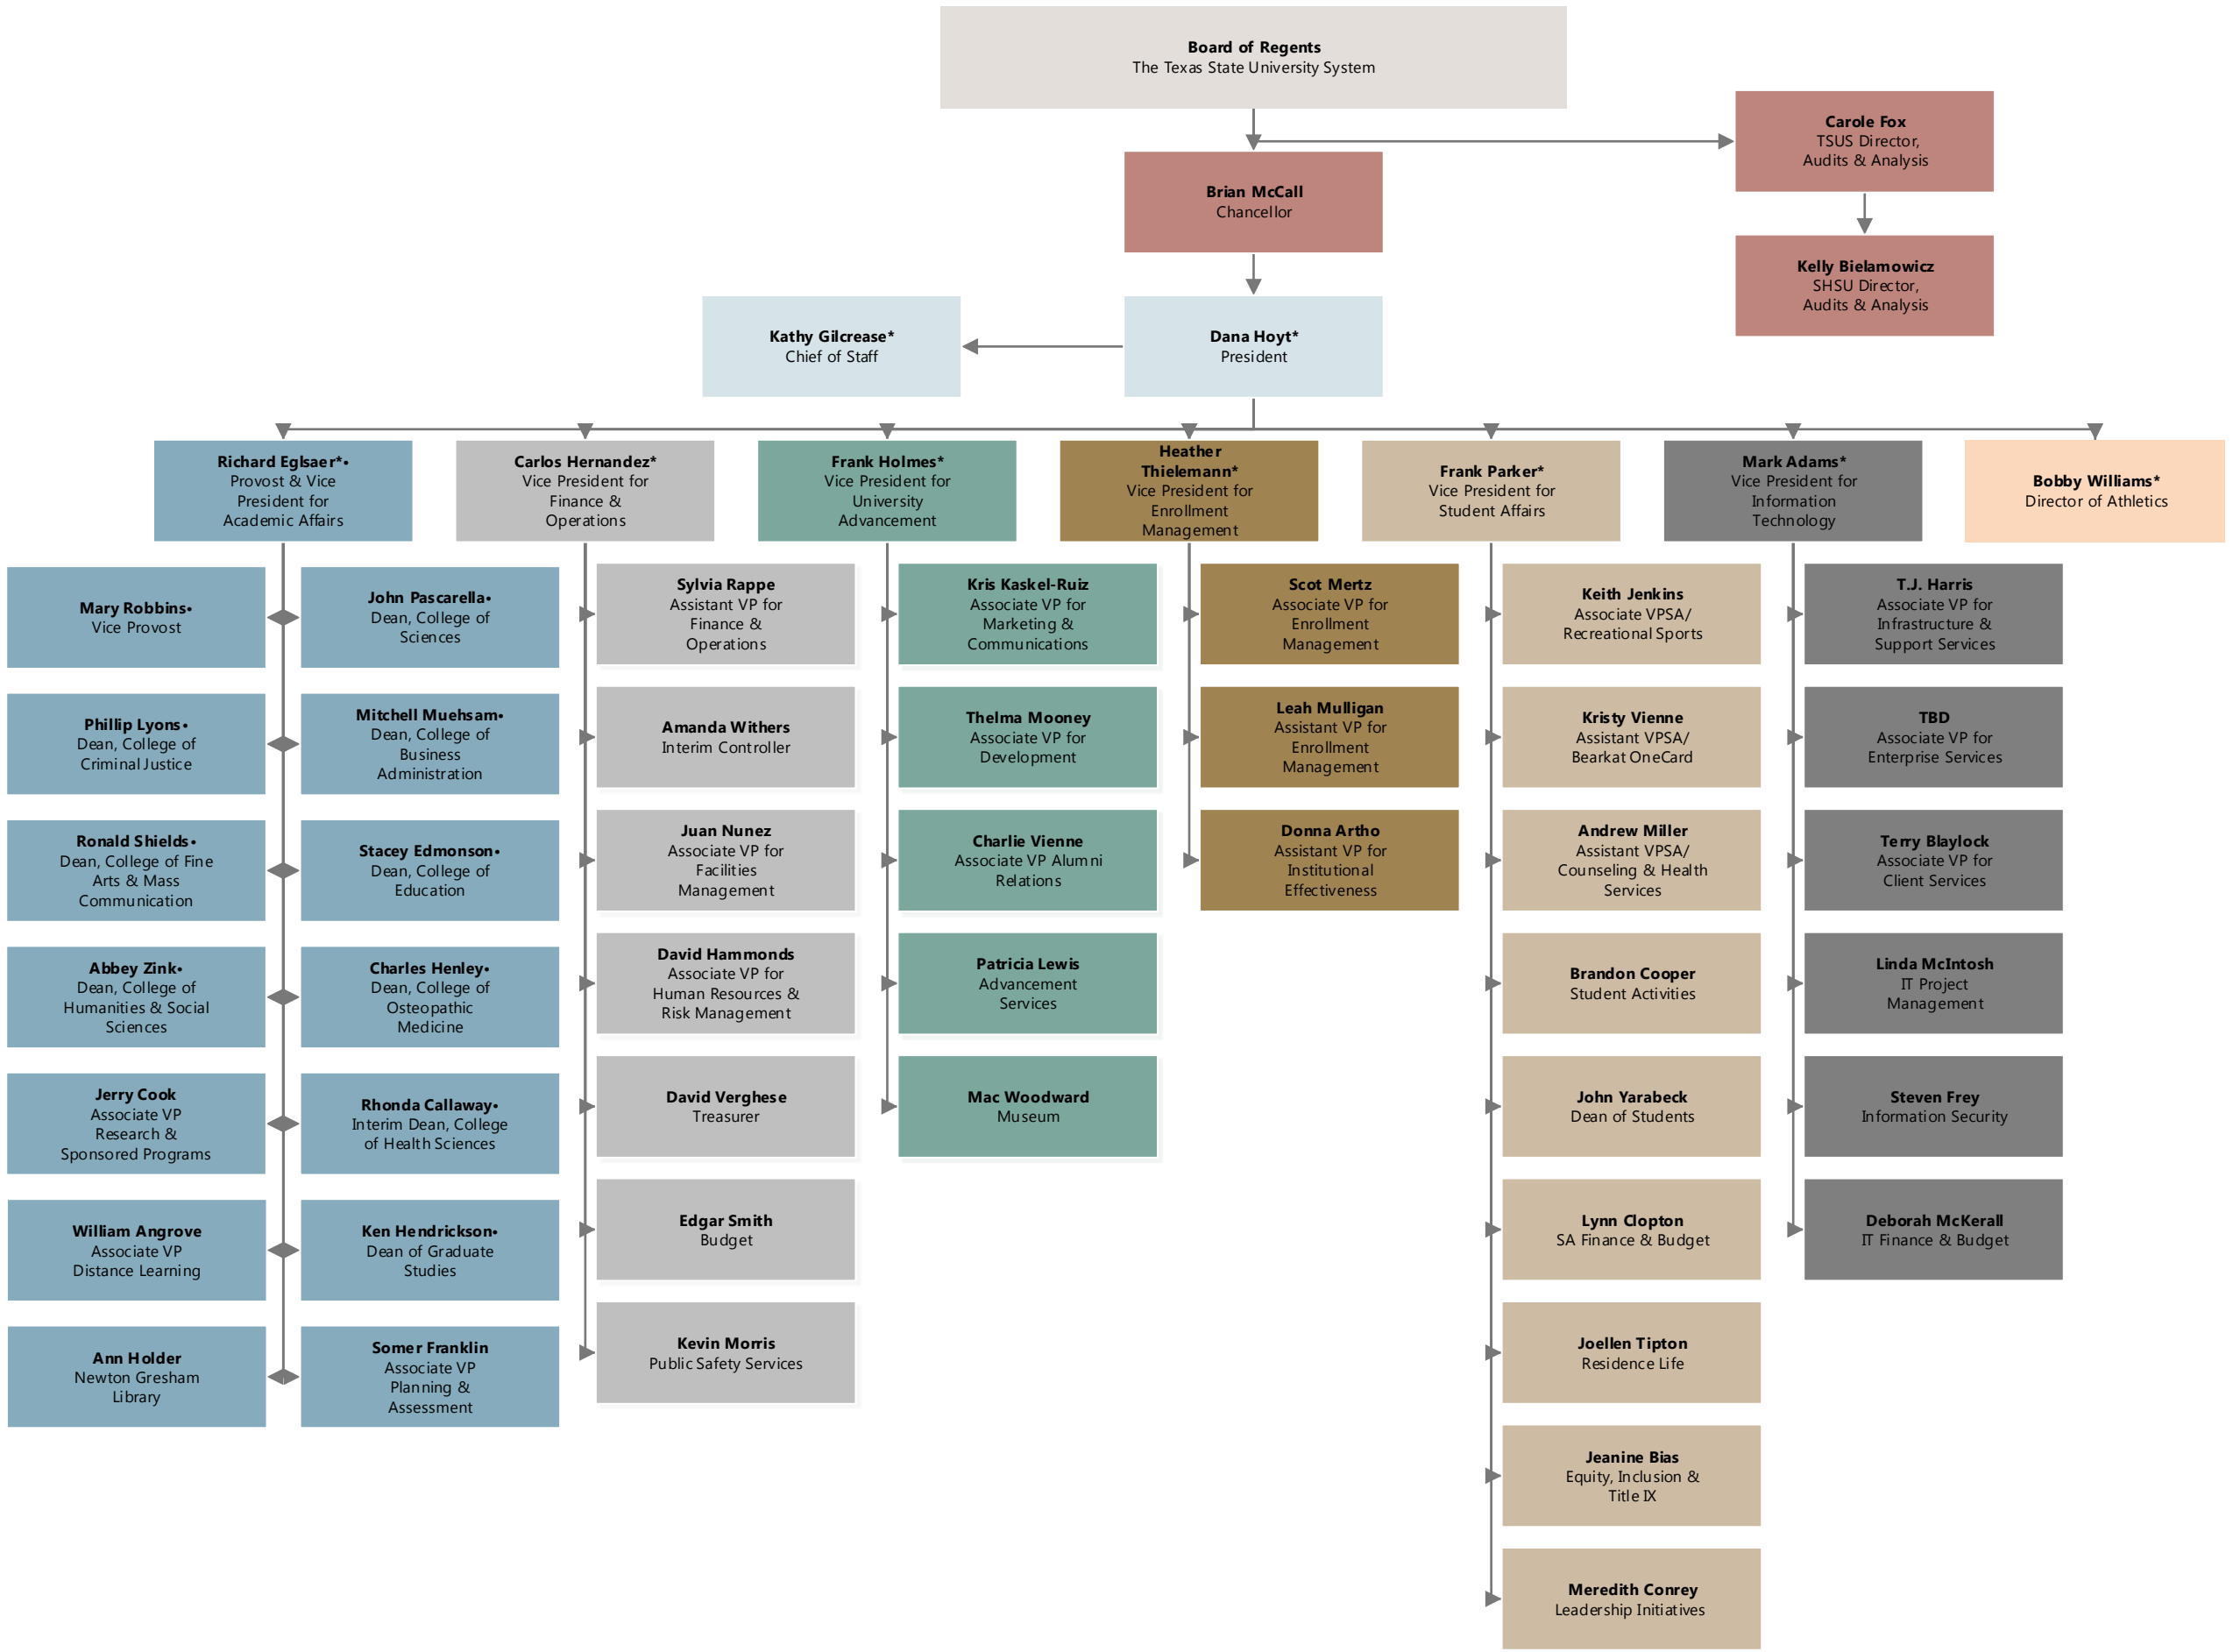 Board of Regents
The Texas State University System
Carole Fox
TSUS Director,
Audits & Analysis
Brian McCall
Chancellor
Kelly Bielamowicz
SHSU Director,
Audits & Analysis
Kathy Gilcrease*
Chief of Staff
Dana Hoyt*
President
Richard Eglsaer*•
Provost & Vice
President for
Academic Affairs
Carlos Hernandez*
Vice President for
Finance &
Operations
Frank Holmes*
Vice President for
University
Advancement
Heather
Thielemann*
Vice President for
Enrollment
Management
Frank Parker*
Vice President for
Student Affairs
Mark Adams*
Vice President for
Information
Technology
Bobby Williams*
Director of Athletics
Mary Robbins•
Vice Provost
John Pascarella•
Dean, College of
Sciences
Phillip Lyons•
Dean, College of
Criminal Justice
Mitchell Muehsam•
Dean, College of
Business
Administration
Ronald Shields•
Dean, College of Fine
Arts & Mass
Communication
Stacey Edmonson•
Dean, College of
Education
Abbey Zink•
Dean, College of
Humanities & Social
Sciences
Charles Henley•
Dean, College of
Osteopathic
Medicine
Jerry Cook
Associate VP
Research &
Sponsored Programs
Rhonda Callaway•
Interim Dean, College
of Health Sciences
William Angrove
Associate VP
Distance Learning
Ken Hendrickson•
Dean of Graduate
Studies
Ann Holder
Newton Gresham
Library
Somer Franklin
Associate VP
Planning &
Assessment
Sylvia Rappe
Assistant VP for
Finance &
Operations
Amanda Withers
Interim Controller
Juan Nunez
Associate VP for
Facilities
Management
David Hammonds
Associate VP for
Human Resources &
Risk Management
David Verghese
Treasurer
Edgar Smith
Budget
Kevin Morris
Public Safety Services
Kris Kaskel-Ruiz
Associate VP for
Marketing &
Communications
Thelma Mooney
Associate VP for
Development
Charlie Vienne
Associate VP Alumni
Relations
Patricia Lewis
Advancement
Services
Mac Woodward
Museum
Scot Mertz
Associate VP for
Enrollment
Management
Leah Mulligan
Assistant VP for
Enrollment
Management
Donna Artho
Assistant VP for
Institutional
Effectiveness
Keith Jenkins
Associate VPSA/
Recreational Sports
Kristy Vienne
Assistant VPSA/
Bearkat OneCard
Andrew Miller
Assistant VPSA/
Counseling & Health
Services
Brandon Cooper
Student Activities
John Yarabeck
Dean of Students
Lynn Clopton
SA Finance & Budget
Joellen Tipton
Residence Life
Jeanine Bias
Equity, Inclusion &
Title IX
Meredith Conrey
Leadership Initiatives
T.J. Harris
Associate VP for
Infrastructure &
Support Services
TBD
Associate VP for
Enterprise Services
Terry Blaylock
Associate VP for
Client Services
Linda McIntosh
IT Project
Management
Steven Frey
Information Security
Deborah McKerall
IT Finance & Budget